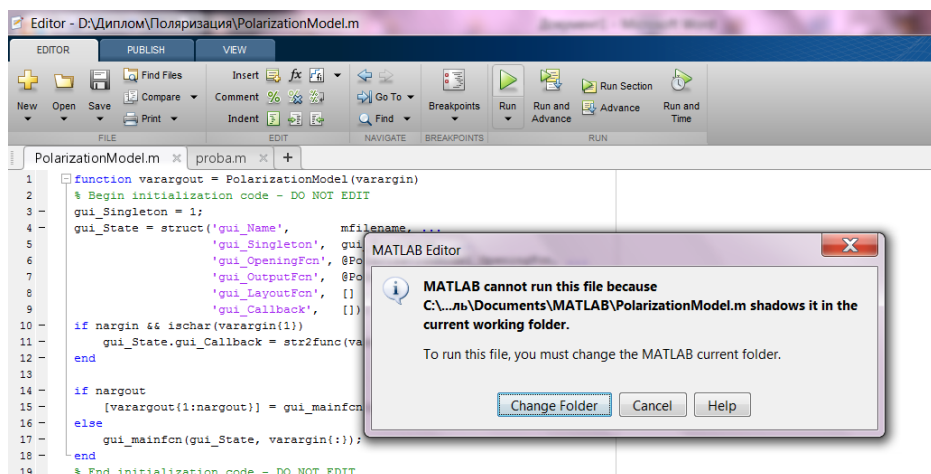 Editor - D:\Диплом\Поляризация\PolarizationModel.m
EDITOR PUBLISH VIEW
New Open Save Find Files Compare Print
Insert Comment Indent
Go To Find
Breakpoints
Run Run and Advance Run Section Advance Run and Time
FILE EDIT NAVIGATE BREAKPOINTS RUN
PolarizationModel.m proba.m
1 function varargout = PolarizationModel(varargin)
2 % Begin initialization code - DO NOT EDIT
3 - gui_Singleton = 1;
4 - gui_State = struct('gui_Name', mfilename, ...
5 'gui_Singleton', gui
6 'gui_OpeningFcn', @Po
7 'gui_OutputFcn', @Po
8 'gui_LayoutFcn', []
9 'gui_Callback', [])
10 - if nargin && ischar(varargin{1})
11 - gui_State.gui_Callback = str2func(va
12 - end
13
14 - if nargout
15 - [varargout{1:nargout}] = gui_mainfcn
16 - else
17 - gui_mainfcn(gui_State, varargin{:});
18 - end
19 % End initialization code - DO NOT EDIT
MATLAB Editor
MATLAB cannot run this file because
C:\...ль\Documents\MATLAB\PolarizationModel.m shadows it in the
current working folder.
To run this file, you must change the MATLAB current folder.
Change Folder Cancel Help